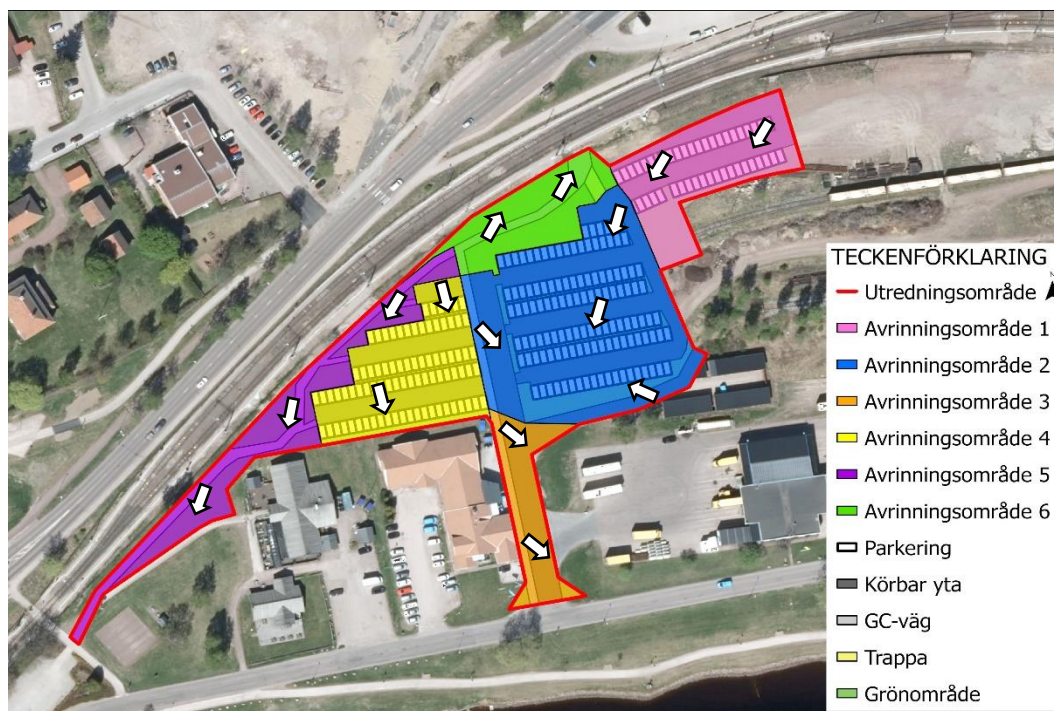 TECKENFÖRKLARING
Utredningsområde
Avrinningsområde 1
Avrinningsområde 2
Avrinningsområde 3
Avrinningsområde 4
Avrinningsområde 5
Avrinningsområde 6
Parkering
Körbar yta
GC-väg
Trappa
Grönområde